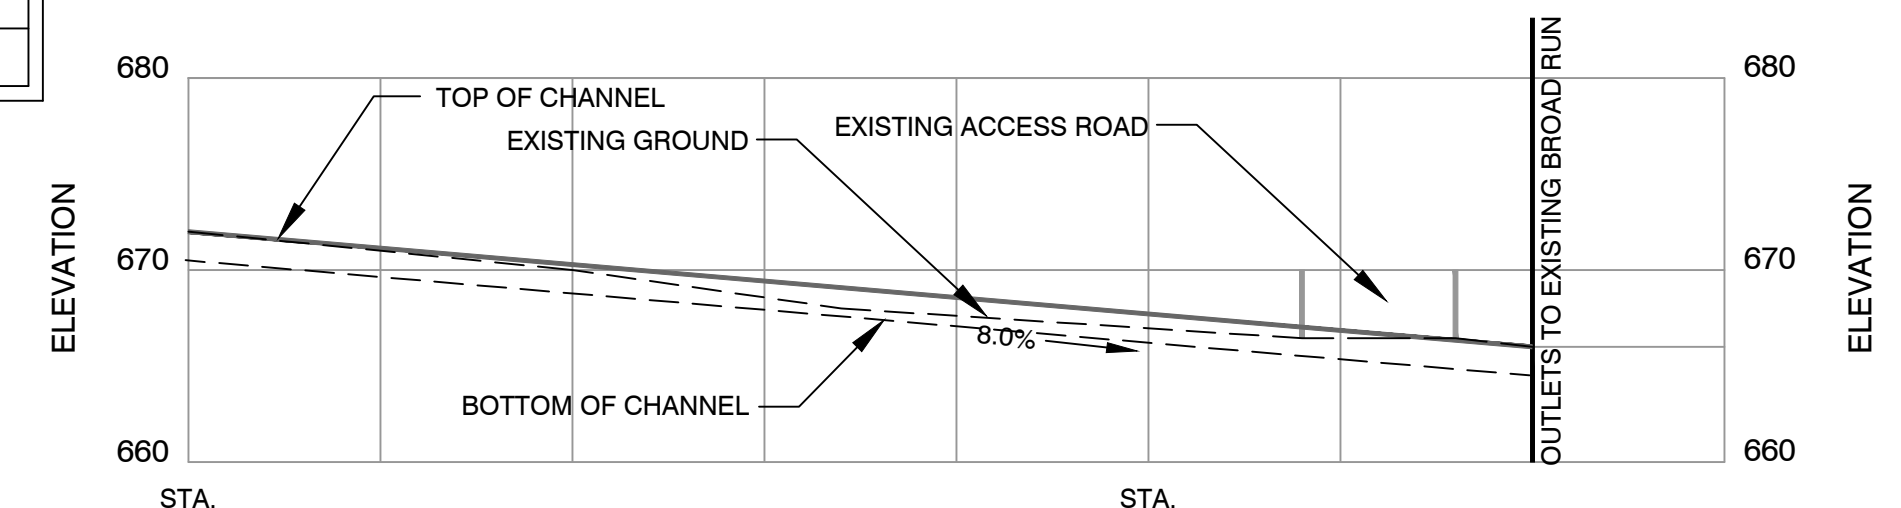 680
680
TOP OF CHANNEL
EXISTING GROUND
EXISTING ACCESS ROAD
OUTLETS TO EXISTING BROAD RUN
ELEVATION
ELEVATION
670
670
8.0%
BOTTOM OF CHANNEL
660
660
STA.
STA.